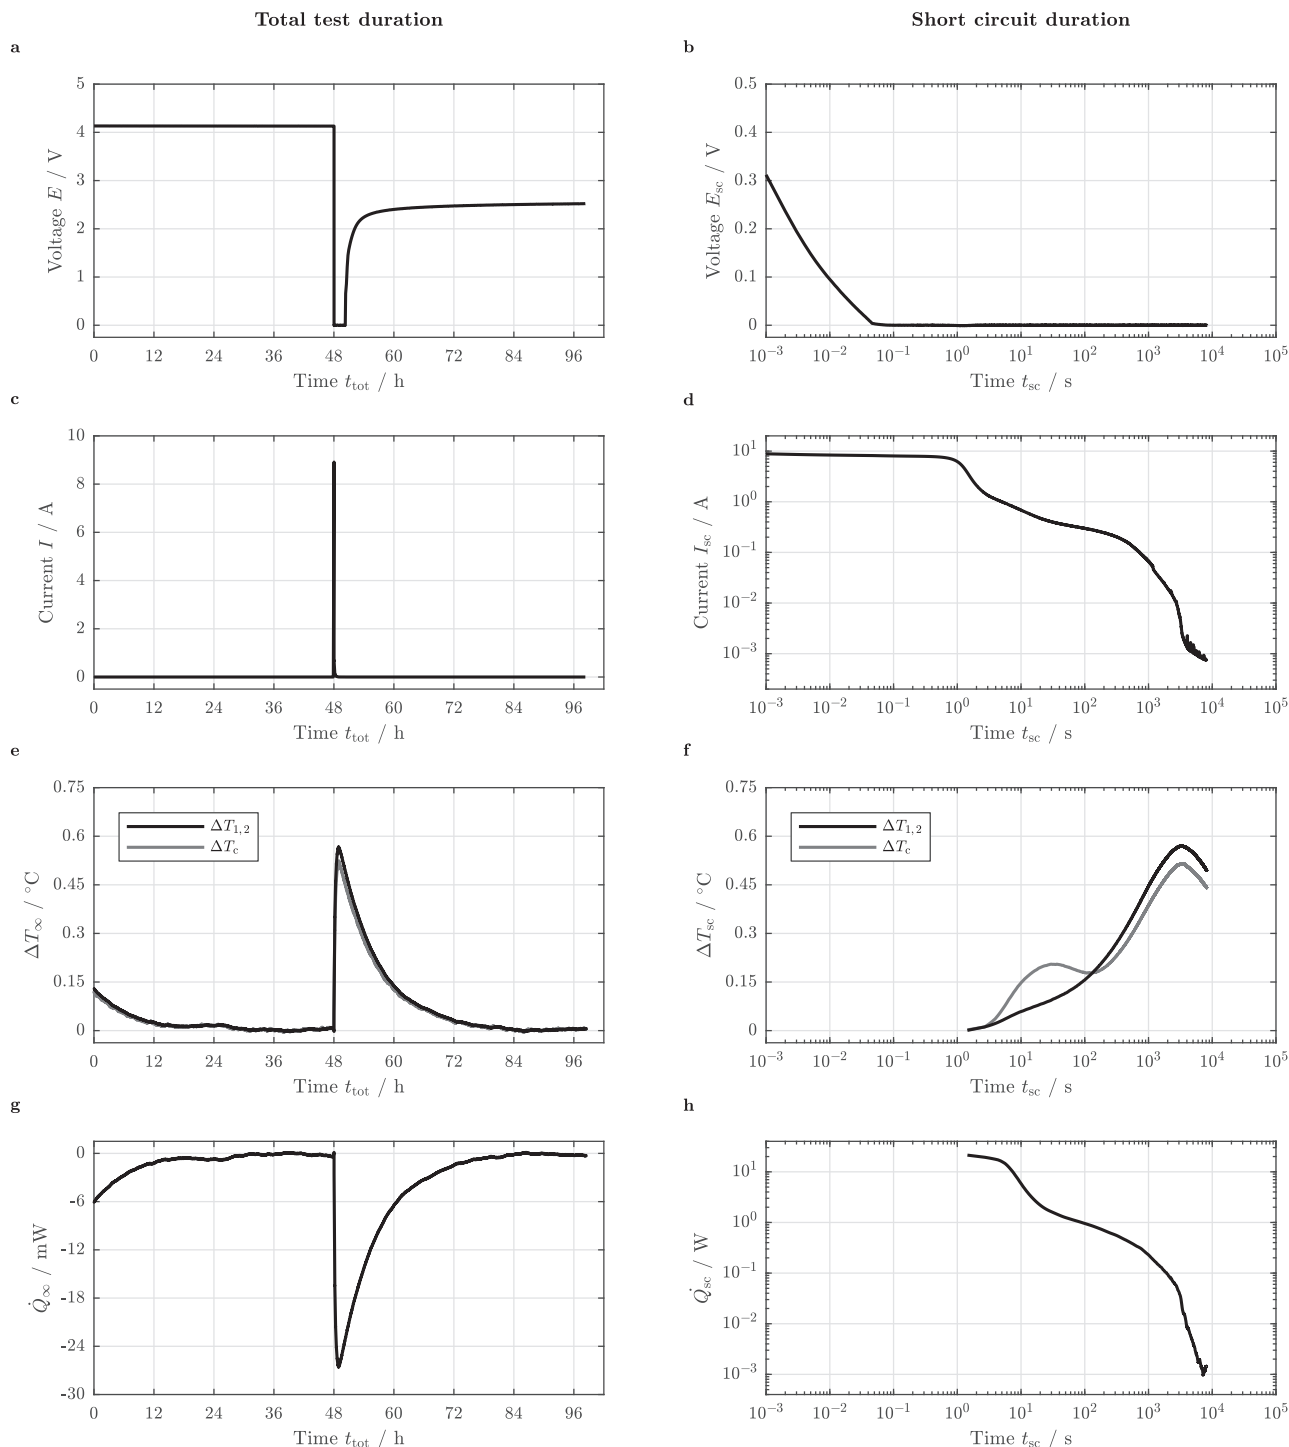 Total test duration
Short circuit duration
a
b
Voltage E / V
5
4
3
2
1
0
0 12 24 36 48 60 72 84 96
Time t_tot / h
Voltage E_sc / V
0.5
0.4
0.3
0.2
0.1
0
10^-3 10^-2 10^-1 10^0 10^1 10^2 10^3 10^4 10^5
Time t_sc / s
c
d
Current I / A
10
8
6
4
2
0
0 12 24 36 48 60 72 84 96
Time t_tot / h
Current I_sc / A
10^1
10^0
10^-1
10^-2
10^-3
10^-3 10^-2 10^-1 10^0 10^1 10^2 10^3 10^4 10^5
Time t_sc / s
e
f
ΔT_∞ / °C
0.75
0.6
0.45
0.3
0.15
0
ΔT_1,2
ΔT_c
0 12 24 36 48 60 72 84 96
Time t_tot / h
ΔT_sc / °C
0.75
0.6
0.45
0.3
0.15
0
ΔT_1,2
ΔT_c
10^-3 10^-2 10^-1 10^0 10^1 10^2 10^3 10^4 10^5
Time t_sc / s
g
h
Q̇_∞ / mW
0
-6
-12
-18
-24
-30
0 12 24 36 48 60 72 84 96
Time t_tot / h
Q̇_sc / W
10^1
10^0
10^-1
10^-2
10^-3
10^-3 10^-2 10^-1 10^0 10^1 10^2 10^3 10^4 10^5
Time t_sc / s